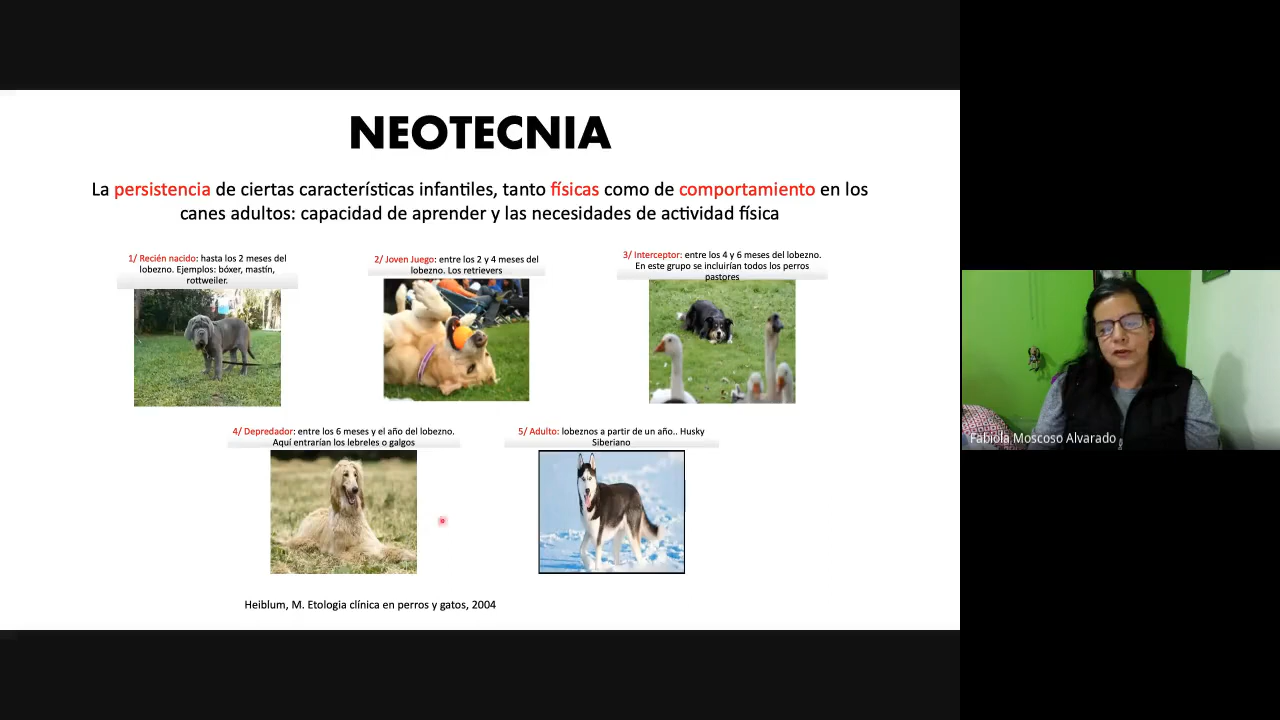 NEOTECNIA
La persistencia de ciertas características infantiles, tanto físicas como de comportamiento en los
canes adultos: capacidad de aprender y las necesidades de actividad física
1/ Recién nacido: hasta los 2 meses del
lobezno. Ejemplos: bóxer, mastín,
rottweiler.
2/ Joven Juego: entre los 2 y 4 meses del
lobezno. Los retrievers
3/ Interceptor: entre los 4 y 6 meses del lobezno.
En este grupo se incluirían todos los perros
pastores
4/ Depredador: entre los 6 meses y el año del lobezno.
Aquí entrarían los lebreles o galgos
5/ Adulto: lobeznos a partir de un año.. Husky
Siberiano
Heiblum, M. Etologia clínica en perros y gatos, 2004
Fabiola Moscoso Alvarado